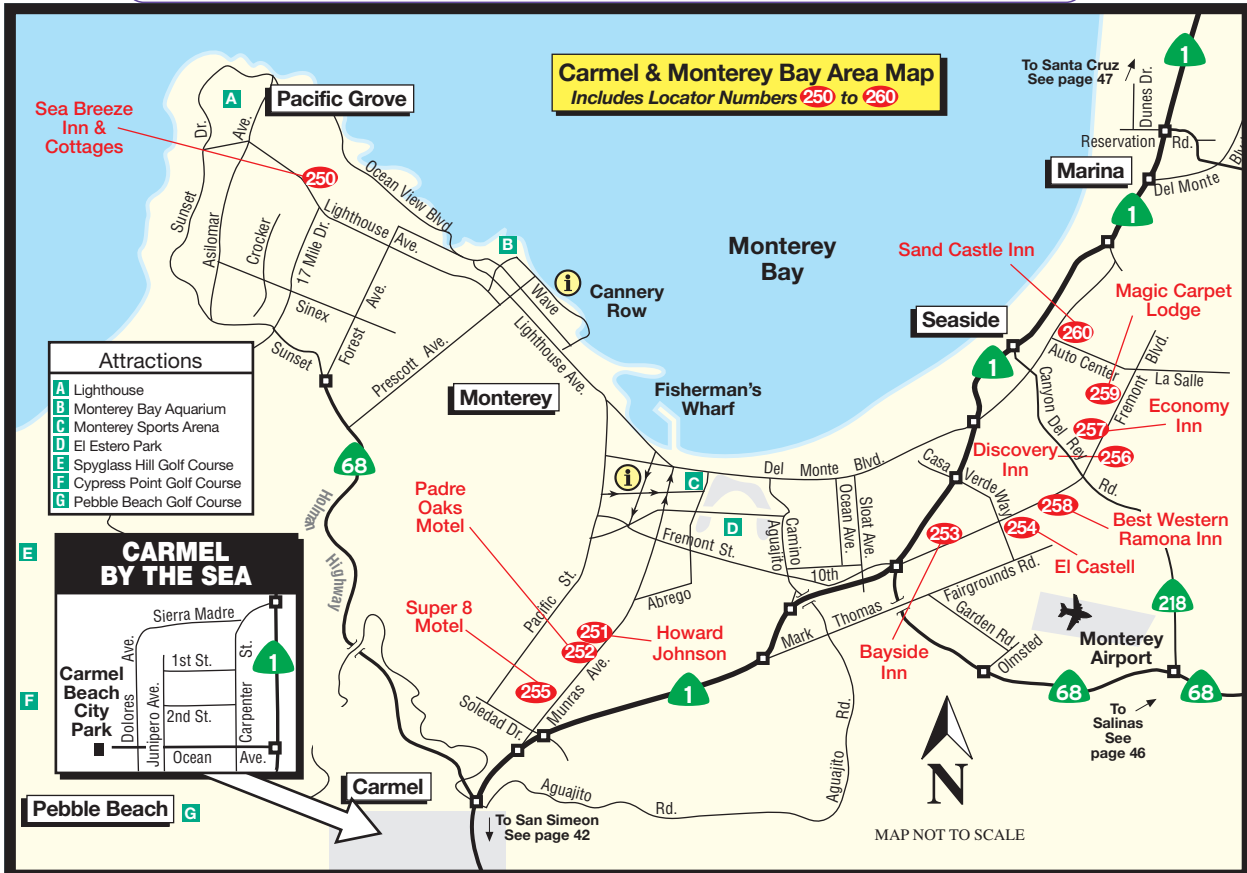 Carmel & Monterey Bay Area Map
Includes Locator Numbers 250 to 260
To Santa Cruz
See page 47
Dunes Dr.
1
Reservation Rd.
Marina
Del Monte Blvd.
1
A
Pacific Grove
Sea Breeze
Inn &
Cottages
250
Sunset Dr.
Asilomar Ave.
Crocker
17 Mile Dr.
Lighthouse Ave.
Ocean View Blvd
Sinex
Sunset
Forest Ave.
Prescott Ave.
B
i
Cannery
Row
Wave
Lighthouse Ave.
Monterey
Bay
Sand Castle Inn
260
Magic Carpet
Lodge
Seaside
1
Auto Center
La Salle
Fremont Blvd.
259
Canyon Del Rey Rd.
257
Economy
Inn
Discovery
Inn
256
Attractions
A Lighthouse
B Monterey Bay Aquarium
C Monterey Sports Arena
D El Estero Park
E Spyglass Hill Golf Course
F Cypress Point Golf Course
G Pebble Beach Golf Course
Monterey
Fisherman's
Wharf
68
Holman Highway
i
C
D
Del Monte Blvd.
Casa Verde Way
Ocean Ave.
Sloat Ave.
Camino Aguajito
Fremont St.
10th
Padre
Oaks
Motel
Pacific St.
Abrego
253
254
258
Best Western
Ramona Inn
El Castell
Fairgrounds Rd.
Mark Thomas
Garden Rd.
Olmsted
Bayside
Inn
Monterey
Airport
218
68
68
To
Salinas
See
page 46
Super 8
Motel
251
252
Howard
Johnson
255
Munras Ave.
Soledad Dr.
1
Aguajito Rd.
Aguajito Rd.
E
F
CARMEL
BY THE SEA
Sierra Madre
Dolores Ave.
Junipero Ave.
1st St.
2nd St.
Carpenter St.
1
Carmel
Beach
City
Park
Ocean Ave.
Carmel
Pebble Beach
G
To San Simeon
See page 42
N
MAP NOT TO SCALE